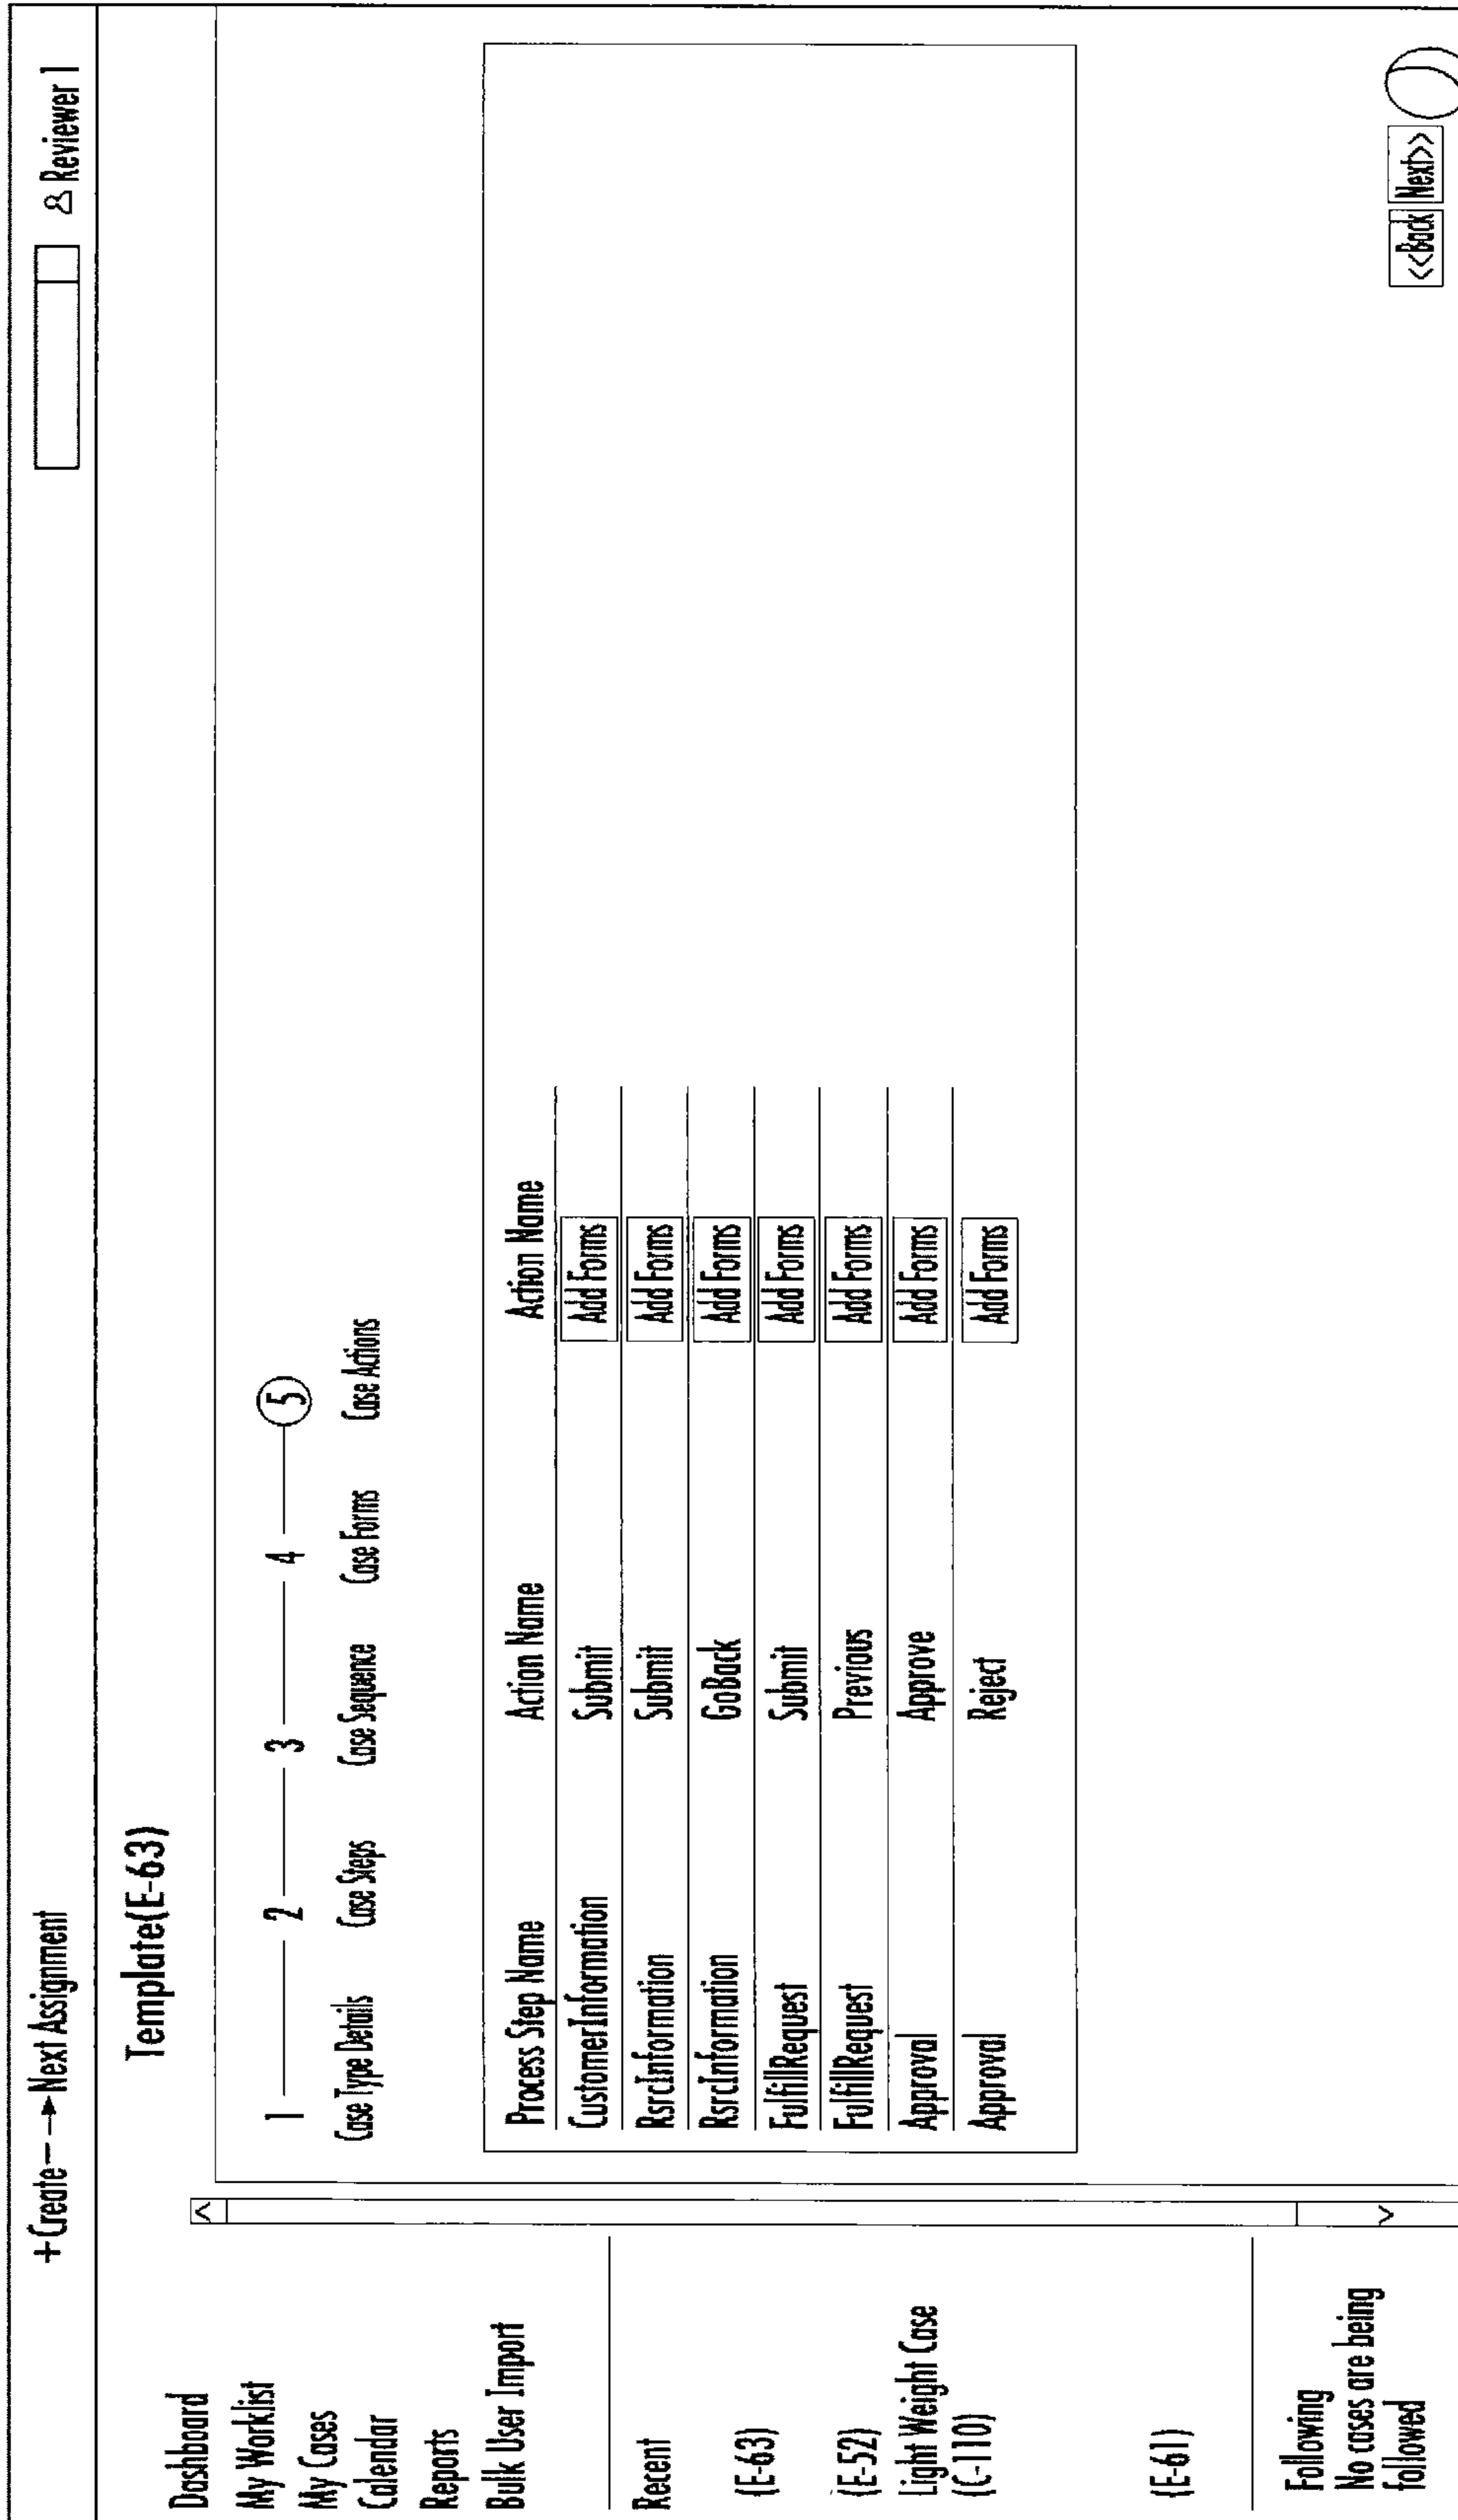 +Create Next Assignment
Reviewer 1
Template(E-63)
Dashboard
My Worklist
My Cases
Calendar
Reports
Bulk User Import
Recent
(E-63)
(E-52)
Light Weight Case
(C-110)
(E-61)
Following
No cases are being
followed
1 2 3 4 5
Case Type Details Case Steps Case Sequence Case Forms Case Actions
Process Step Name Action Name Action Name
CustomerInformation Submit Add Forms
RsrcInformation Submit Add Forms
RsrcInformation GoBack Add Forms
FulfillRequest Submit Add Forms
FulfillRequest Previous Add Forms
Approval Approve Add Forms
Approval Reject Add Forms
<<Back Next>>